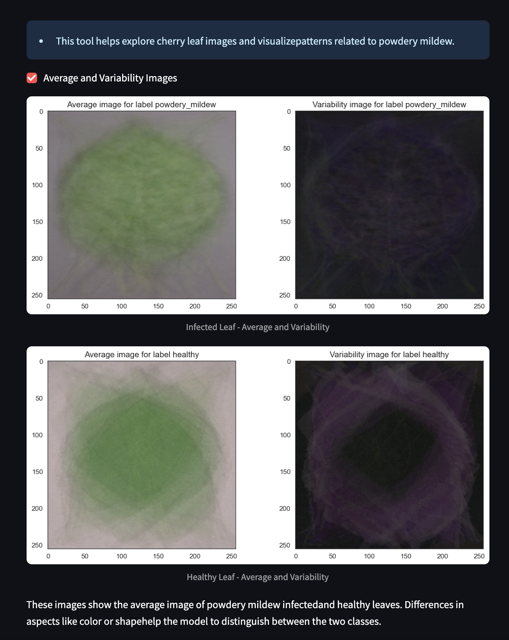 This tool helps explore cherry leaf images and visualizepatterns related to powdery mildew.
Average and Variability Images
Average image for label powdery_mildew
0
50
100
150
200
250
0 50 100 150 200 250
Variability image for label powdery_mildew
0
50
100
150
200
250
0 50 100 150 200 250
Infected Leaf - Average and Variability
Average image for label healthy
0
50
100
150
200
250
0 50 100 150 200 250
Variability image for label healthy
0
50
100
150
200
250
0 50 100 150 200 250
Healthy Leaf - Average and Variability
These images show the average image of powdery mildew infectedand healthy leaves. Differences in
aspects like color or shapehelp the model to distinguish between the two classes.